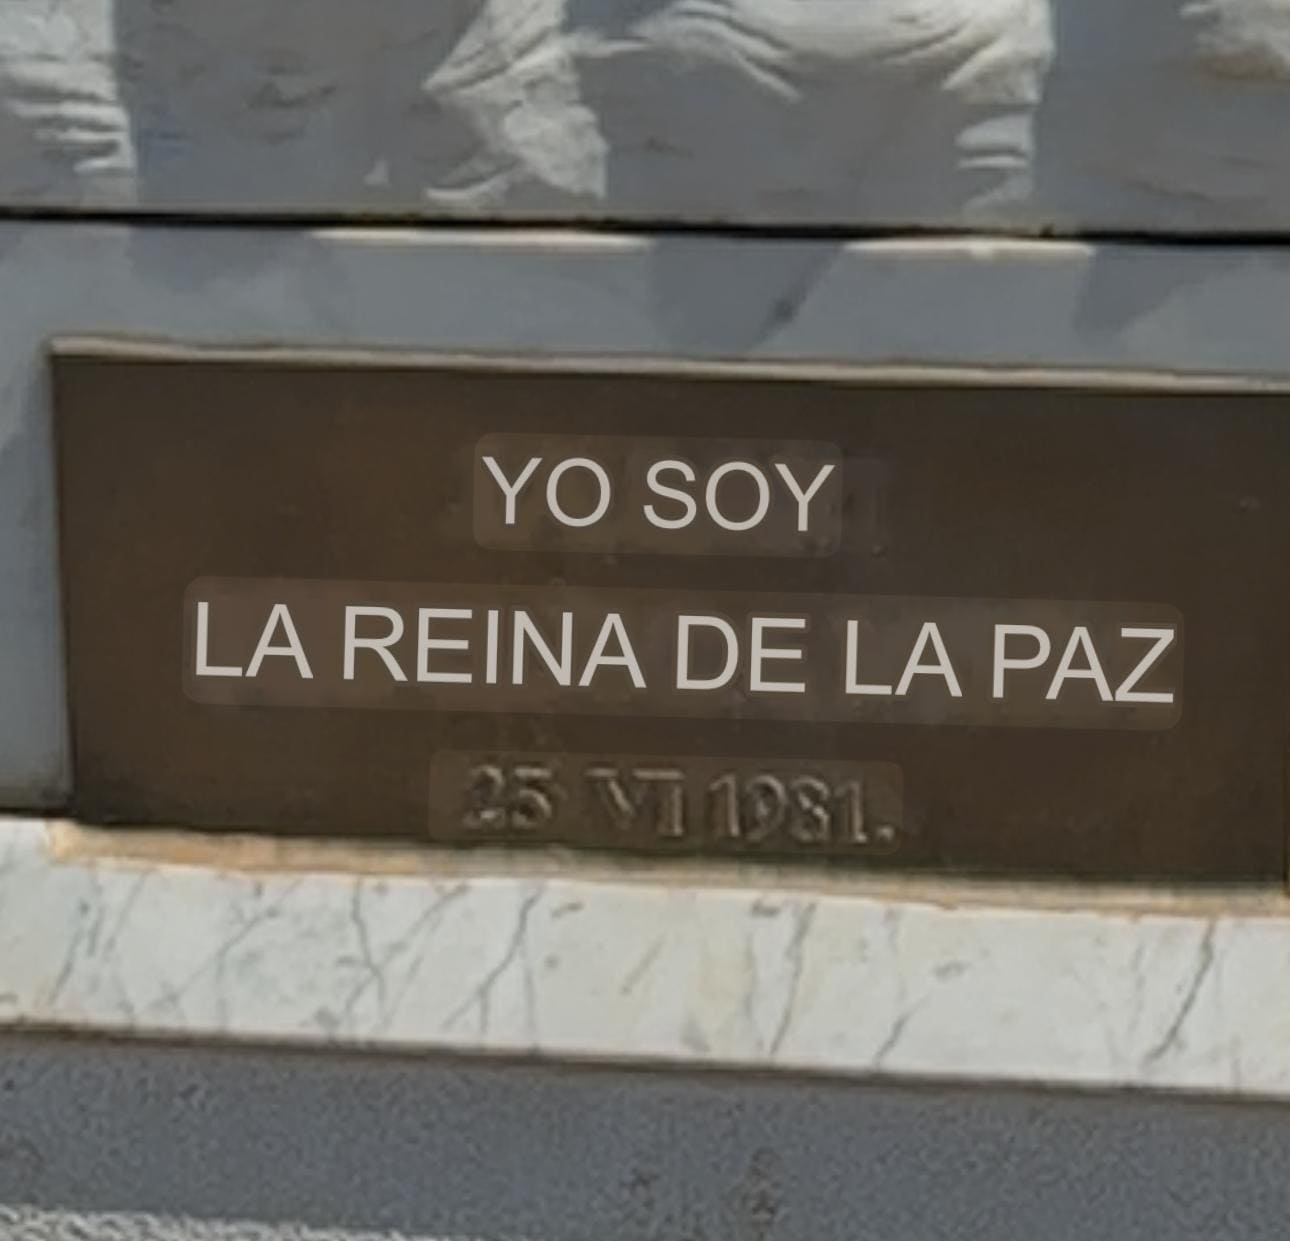 YO SOY
LA REINA DE LA PAZ
25 VI 1981.